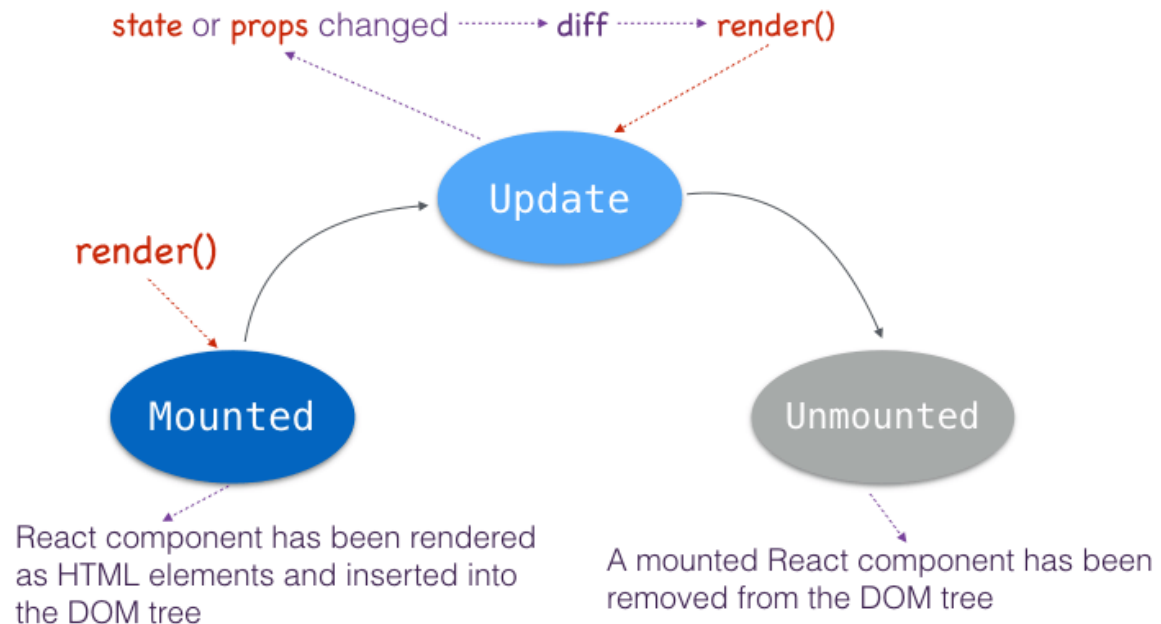 state or props changed diff render()
Update
render()
Mounted
Unmounted
React component has been rendered
as HTML elements and inserted into
the DOM tree
A mounted React component has been
removed from the DOM tree